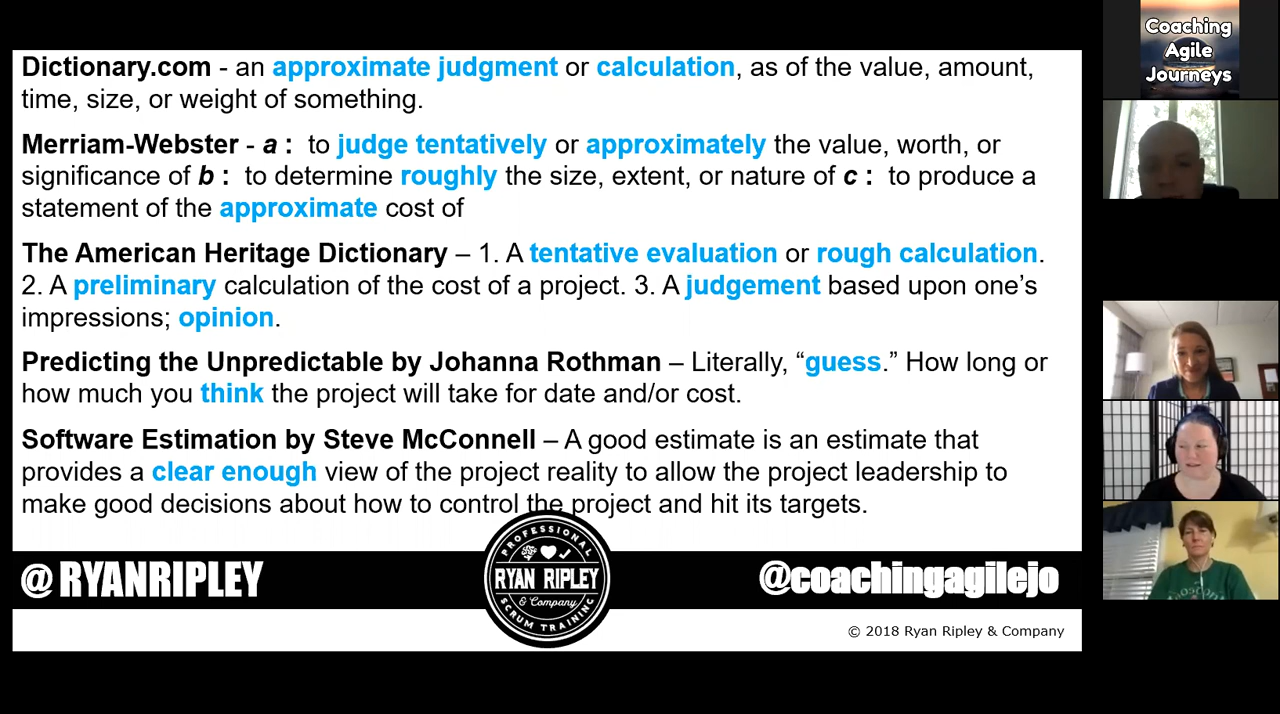 Dictionary.com - an approximate judgment or calculation, as of the value, amount,
time, size, or weight of something.
Merriam-Webster - a : to judge tentatively or approximately the value, worth, or
significance of b : to determine roughly the size, extent, or nature of c : to produce a
statement of the approximate cost of
The American Heritage Dictionary – 1. A tentative evaluation or rough calculation.
2. A preliminary calculation of the cost of a project. 3. A judgement based upon one’s
impressions; opinion.
Predicting the Unpredictable by Johanna Rothman – Literally, “guess.” How long or
how much you think the project will take for date and/or cost.
Software Estimation by Steve McConnell – A good estimate is an estimate that
provides a clear enough view of the project reality to allow the project leadership to
make good decisions about how to control the project and hit its targets.
@RYANRIPLEY
PROFESSIONAL
RYAN RIPLEY
& Company
SCRUM TRAINING
@coachingagilejo
© 2018 Ryan Ripley & Company
Coaching
Agile
Journeys